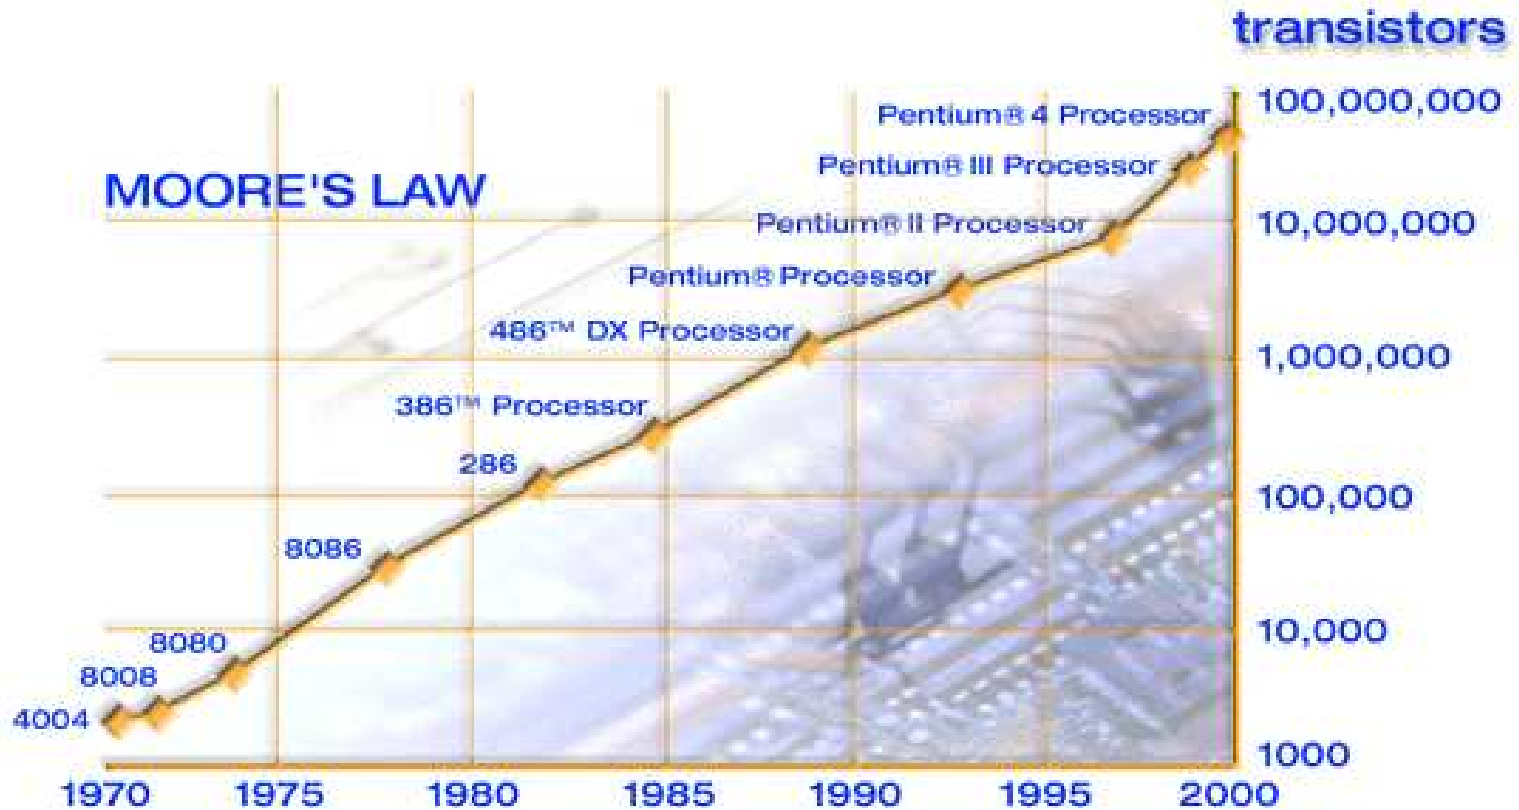 transistors
100,000,000
Pentium® 4 Processor
Pentium® III Processor
MOORE'S LAW
10,000,000
Pentium® II Processor
Pentium® Processor
486™ DX Processor
1,000,000
386™ Processor
286
100,000
8086
10,000
8080
8008
4004
1000
1970 1975 1980 1985 1990 1995 2000